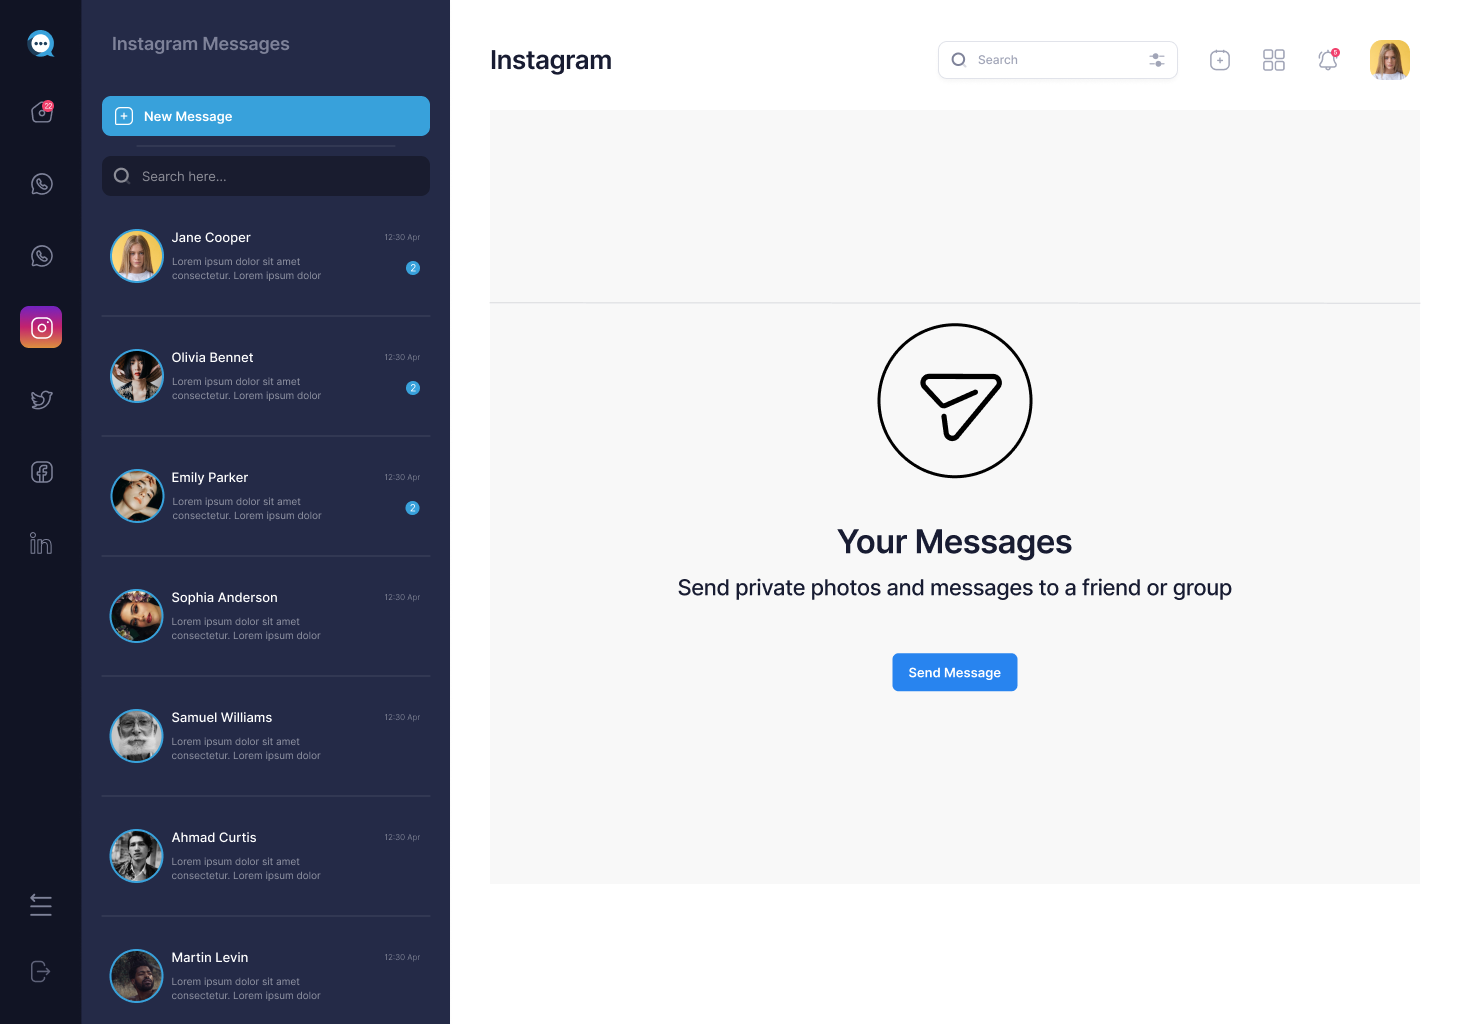 Instagram Messages
22
New Message
Search here...
Jane Cooper
12:30 Apr
Lorem ipsum dolor sit amet
consectetur. Lorem ipsum dolor
2
Olivia Bennet
12:30 Apr
Lorem ipsum dolor sit amet
consectetur. Lorem ipsum dolor
2
Emily Parker
12:30 Apr
Lorem ipsum dolor sit amet
consectetur. Lorem ipsum dolor
2
Sophia Anderson
12:30 Apr
Lorem ipsum dolor sit amet
consectetur. Lorem ipsum dolor
Samuel Williams
12:30 Apr
Lorem ipsum dolor sit amet
consectetur. Lorem ipsum dolor
Ahmad Curtis
12:30 Apr
Lorem ipsum dolor sit amet
consectetur. Lorem ipsum dolor
Martin Levin
12:30 Apr
Lorem ipsum dolor sit amet
consectetur. Lorem ipsum dolor
Instagram
Search
Your Messages
Send private photos and messages to a friend or group
Send Message